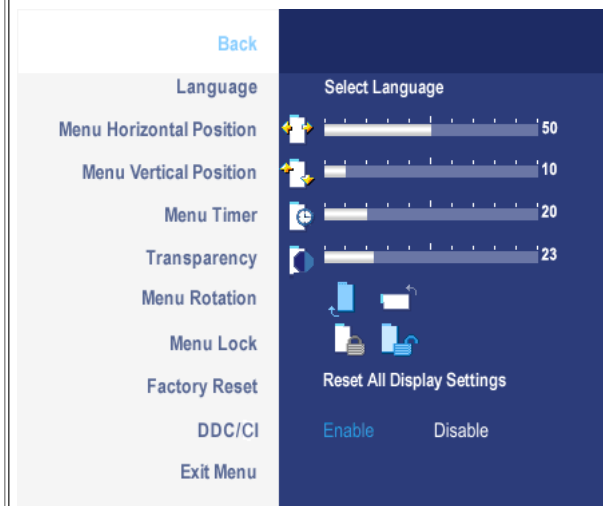 Back
Language Select Language
Menu Horizontal Position 50
Menu Vertical Position 10
Menu Timer 20
Transparency 23
Menu Rotation
Menu Lock
Factory Reset Reset All Display Settings
DDC/CI Enable Disable
Exit Menu